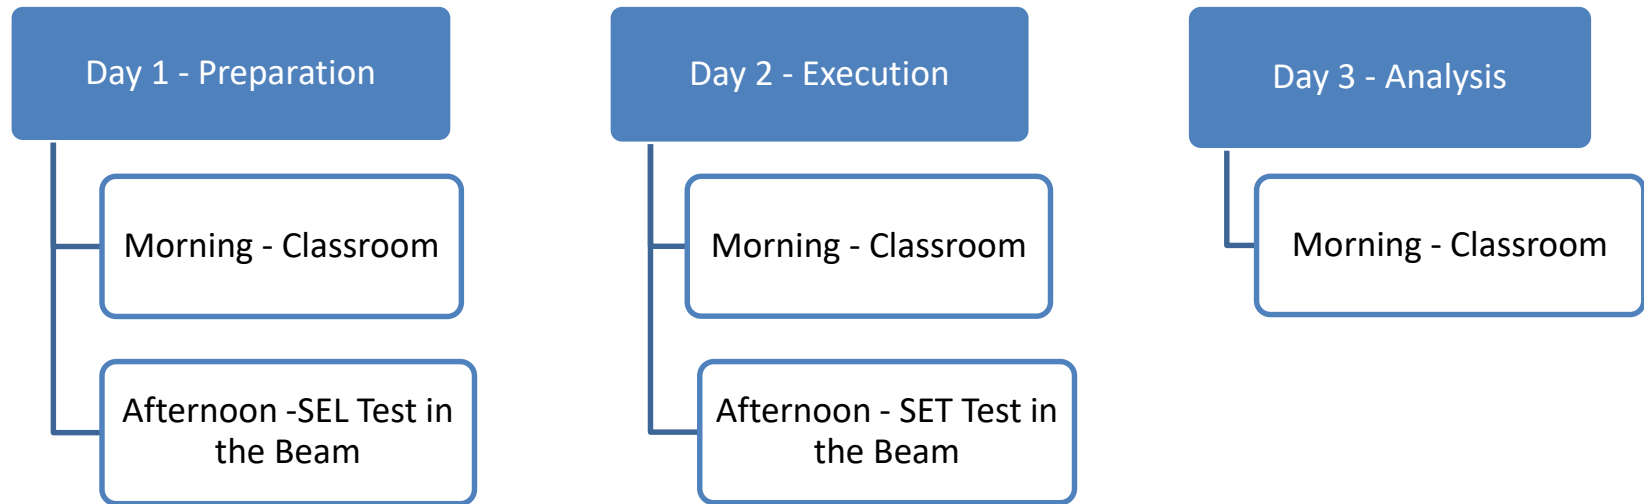 Day 1 - Preparation
Morning - Classroom
Afternoon -SEL Test in
the Beam
Day 2 - Execution
Morning - Classroom
Afternoon - SET Test in
the Beam
Day 3 - Analysis
Morning - Classroom